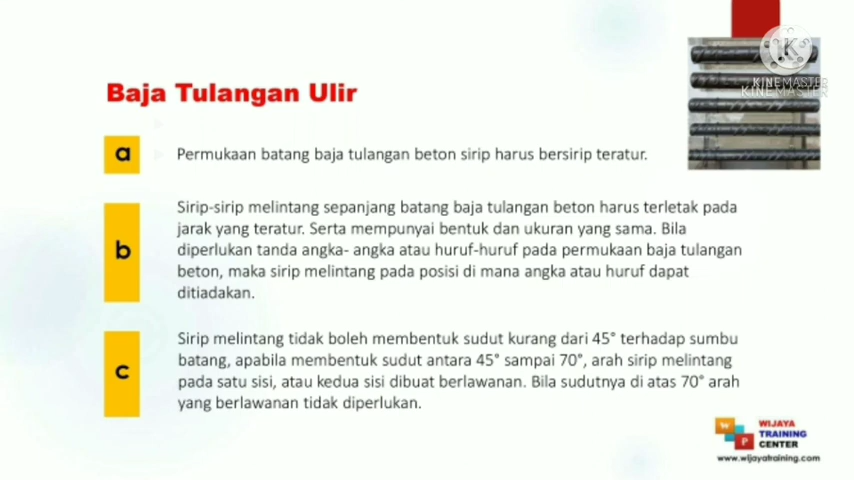 KINEMASTER
KINEMASTER
Baja Tulangan Ulir
a
Permukaan batang baja tulangan beton sirip harus bersirip teratur.
b
Sirip-sirip melintang sepanjang batang baja tulangan beton harus terletak pada
jarak yang teratur. Serta mempunyai bentuk dan ukuran yang sama. Bila
diperlukan tanda angka- angka atau huruf-huruf pada permukaan baja tulangan
beton, maka sirip melintang pada posisi di mana angka atau huruf dapat
ditiadakan.
c
Sirip melintang tidak boleh membentuk sudut kurang dari 45° terhadap sumbu
batang, apabila membentuk sudut antara 45° sampai 70°, arah sirip melintang
pada satu sisi, atau kedua sisi dibuat berlawanan. Bila sudutnya di atas 70° arah
yang berlawanan tidak diperlukan.
W
P
WIJAYA
TRAINING
CENTER
www.wijayatraining.com